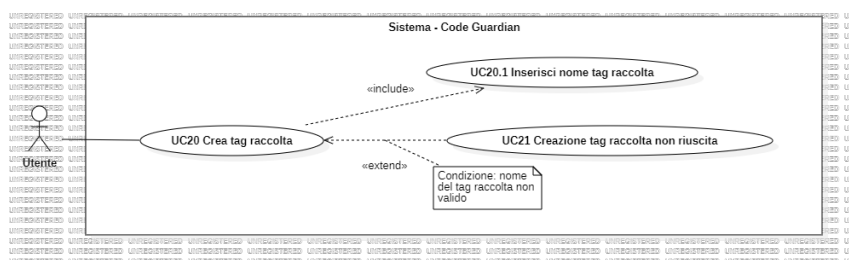 Sistema - Code Guardian
UC20.1 Inserisci nome tag raccolta
«include»
UC20 Crea tag raccolta
UC21 Creazione tag raccolta non riuscita
Utente
«extend»
Condizione: nome
del tag raccolta non
valido
UNREGISTERED